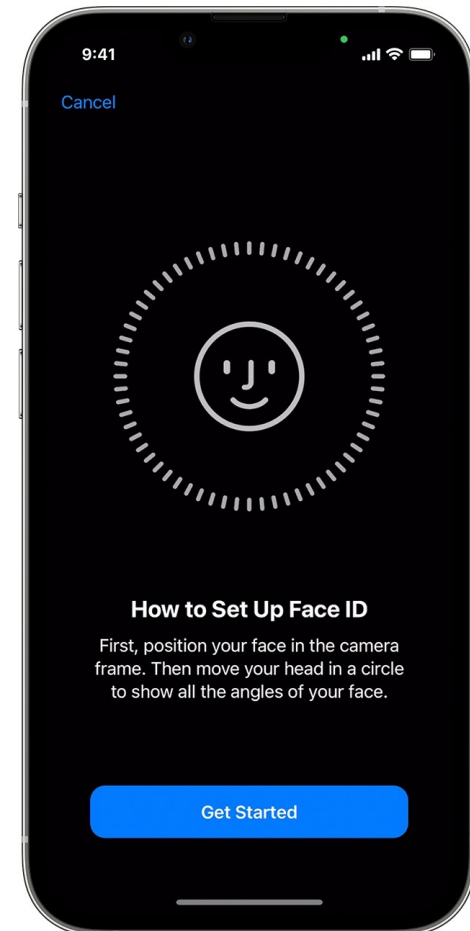 9:41
Cancel
How to Set Up Face ID
First, position your face in the camera
frame. Then move your head in a circle
to show all the angles of your face.
Get Started